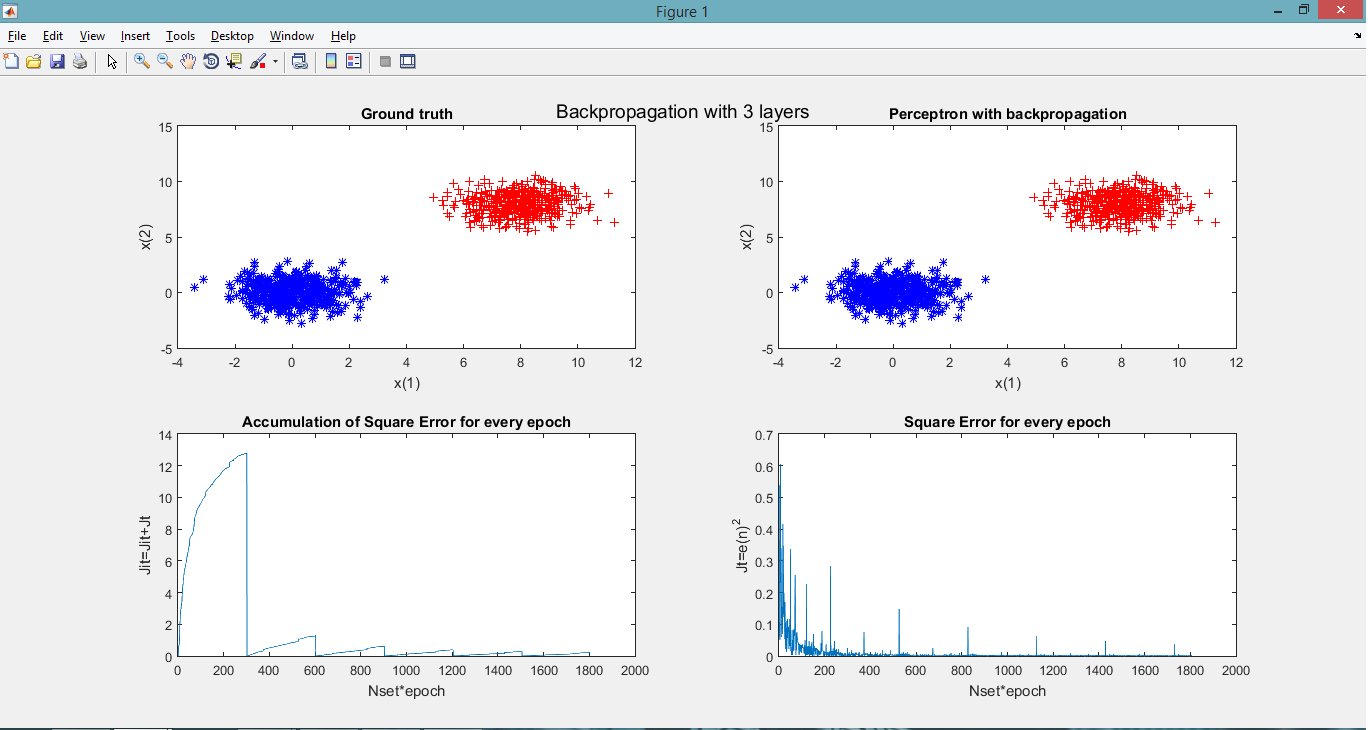 Figure 1
File Edit View Insert Tools Desktop Window Help
Backpropagation with 3 layers
Ground truth
15
10
5
0
-5
-4 -2 0 2 4 6 8 10 12
x(1)
x(2)
Perceptron with backpropagation
15
10
5
0
-5
-4 -2 0 2 4 6 8 10 12
x(1)
x(2)
Accumulation of Square Error for every epoch
14
12
10
8
6
4
2
0
0 200 400 600 800 1000 1200 1400 1600 1800 2000
Nset*epoch
Jit=Jit+Jt
Square Error for every epoch
0.7
0.6
0.5
0.4
0.3
0.2
0.1
0
0 200 400 600 800 1000 1200 1400 1600 1800 2000
Nset*epoch
Jt=e(n)²